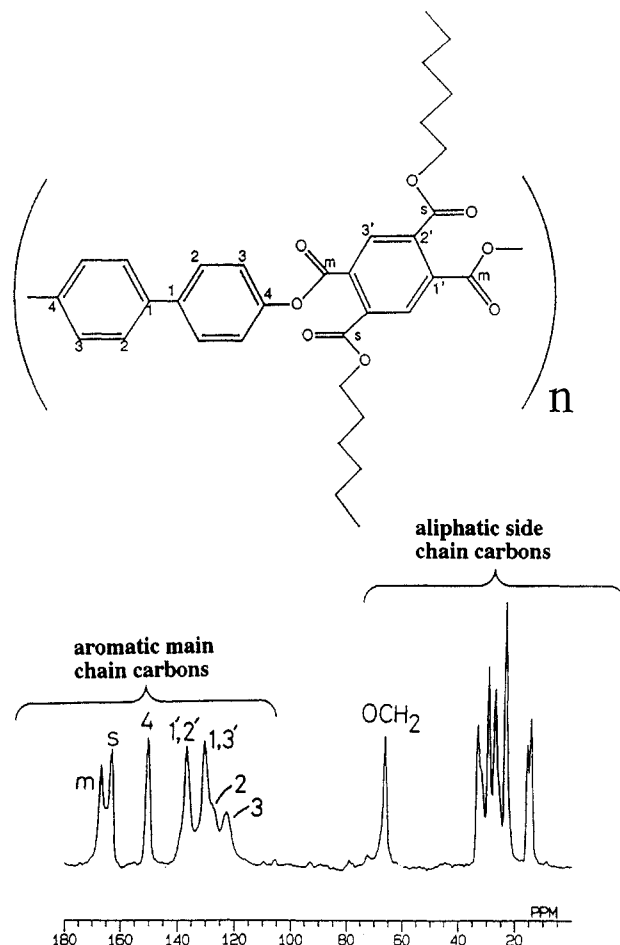 O
s O
3' 2'
2 3 O m O
1 4 1' m
4 1 O O
O s
3 2
O
n
aliphatic side
chain carbons
aromatic main
chain carbons
m S 4 1',2' 1,3' 2 3
OCH2
PPM
180 160 140 120 100 80 60 40 20